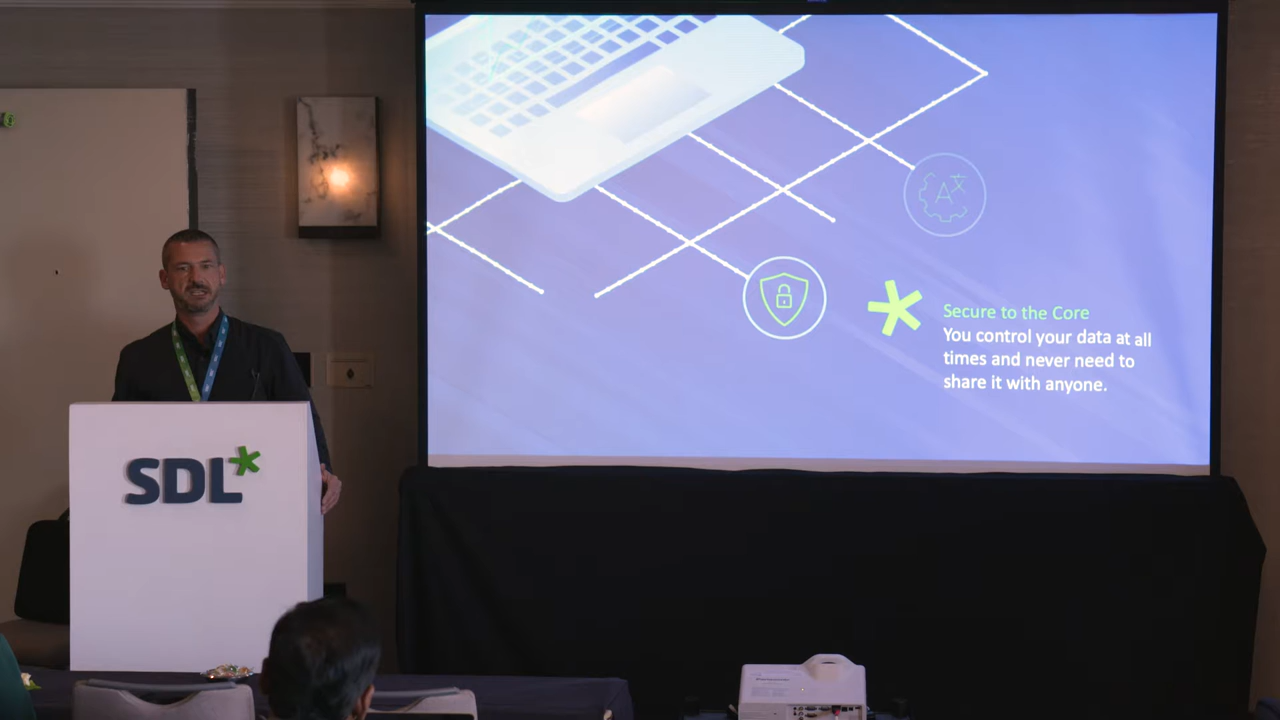 Secure to the Core
You control your data at all
times and never need to
share it with anyone.
SDL*